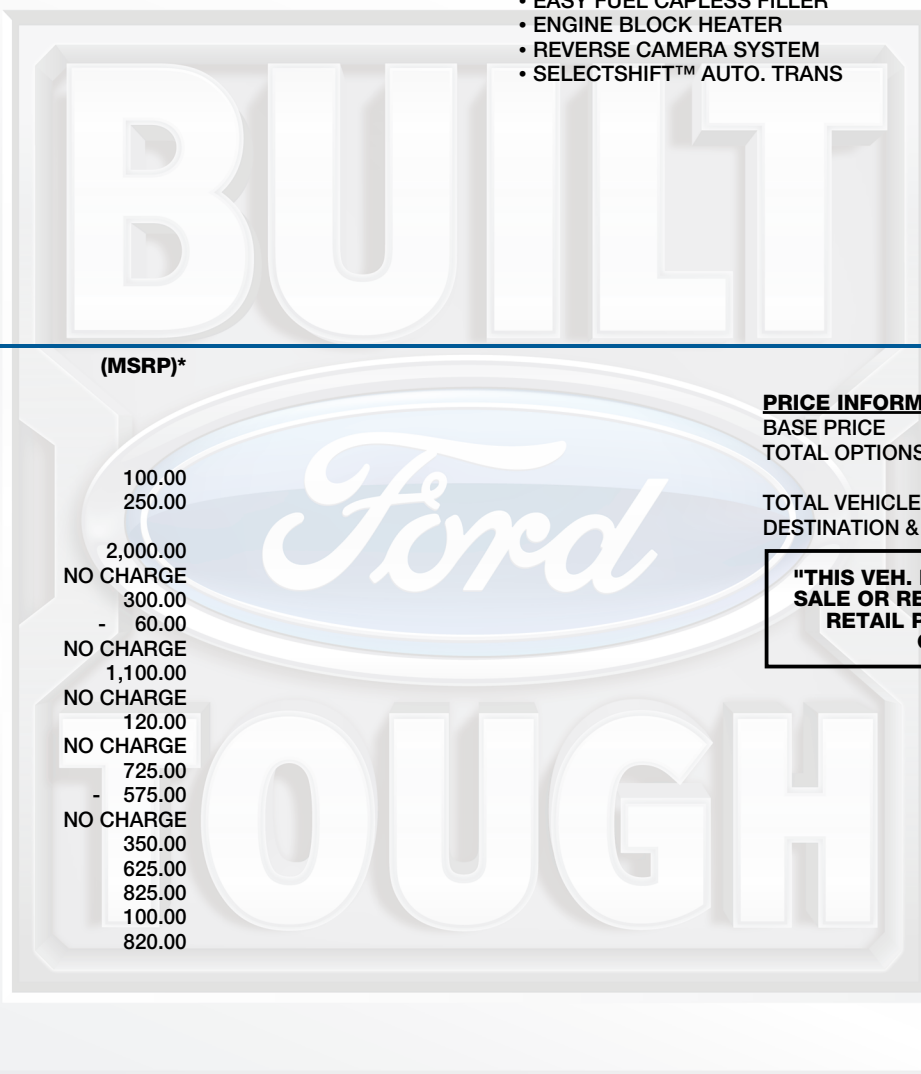 • EASY FUEL CAPLESS FILLER
• ENGINE BLOCK HEATER
• REVERSE CAMERA SYSTEM
• SELECTSHIFT™ AUTO. TRANS
BUILT
(MSRP)*
100.00
250.00
2,000.00
NO CHARGE
300.00
- 60.00
NO CHARGE
1,100.00
NO CHARGE
120.00
NO CHARGE
725.00
- 575.00
NO CHARGE
350.00
625.00
825.00
100.00
820.00
Ford
TOUGH
PRICE INFORM
BASE PRICE
TOTAL OPTIONS
TOTAL VEHICLE
DESTINATION &
"THIS VEH.
SALE OR RE
RETAIL P